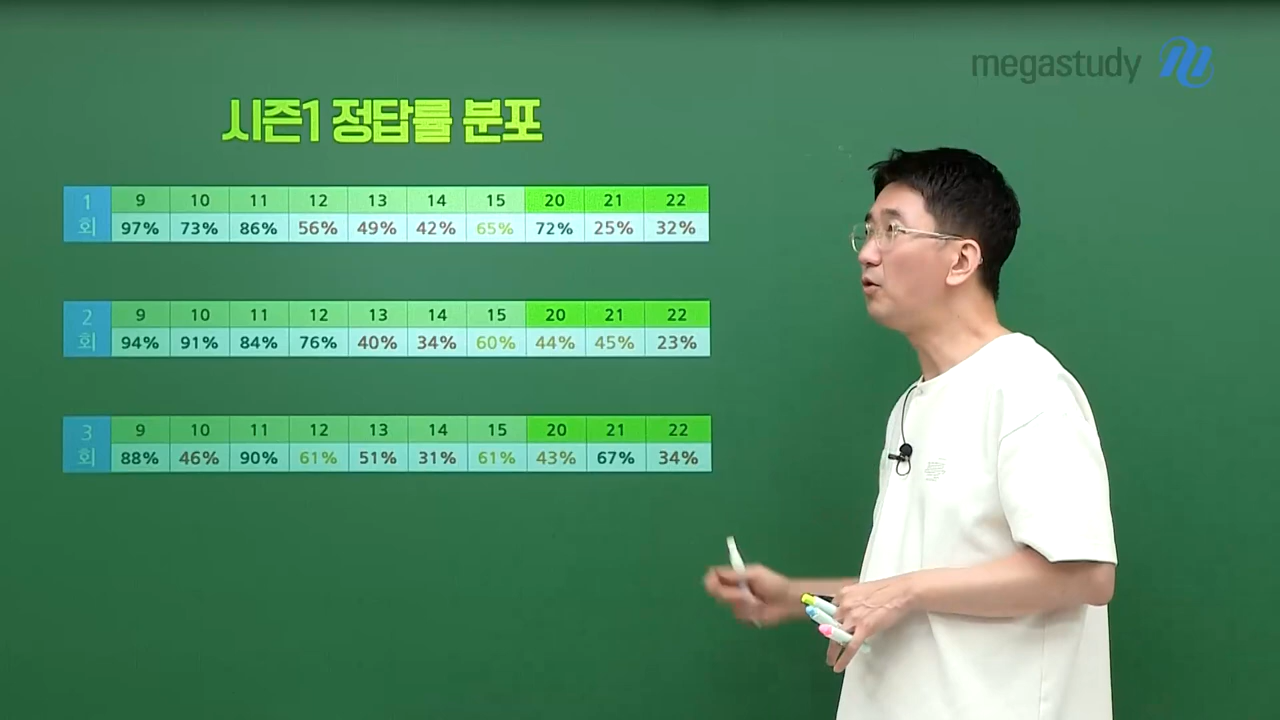 megastudy
시즌1 정답률 분포
1회 9 10 11 12 13 14 15 20 21 22
97% 73% 86% 56% 49% 42% 65% 72% 25% 32%
2회 9 10 11 12 13 14 15 20 21 22
94% 91% 84% 76% 40% 34% 60% 44% 45% 23%
3회 9 10 11 12 13 14 15 20 21 22
88% 46% 90% 61% 51% 31% 61% 43% 67% 34%